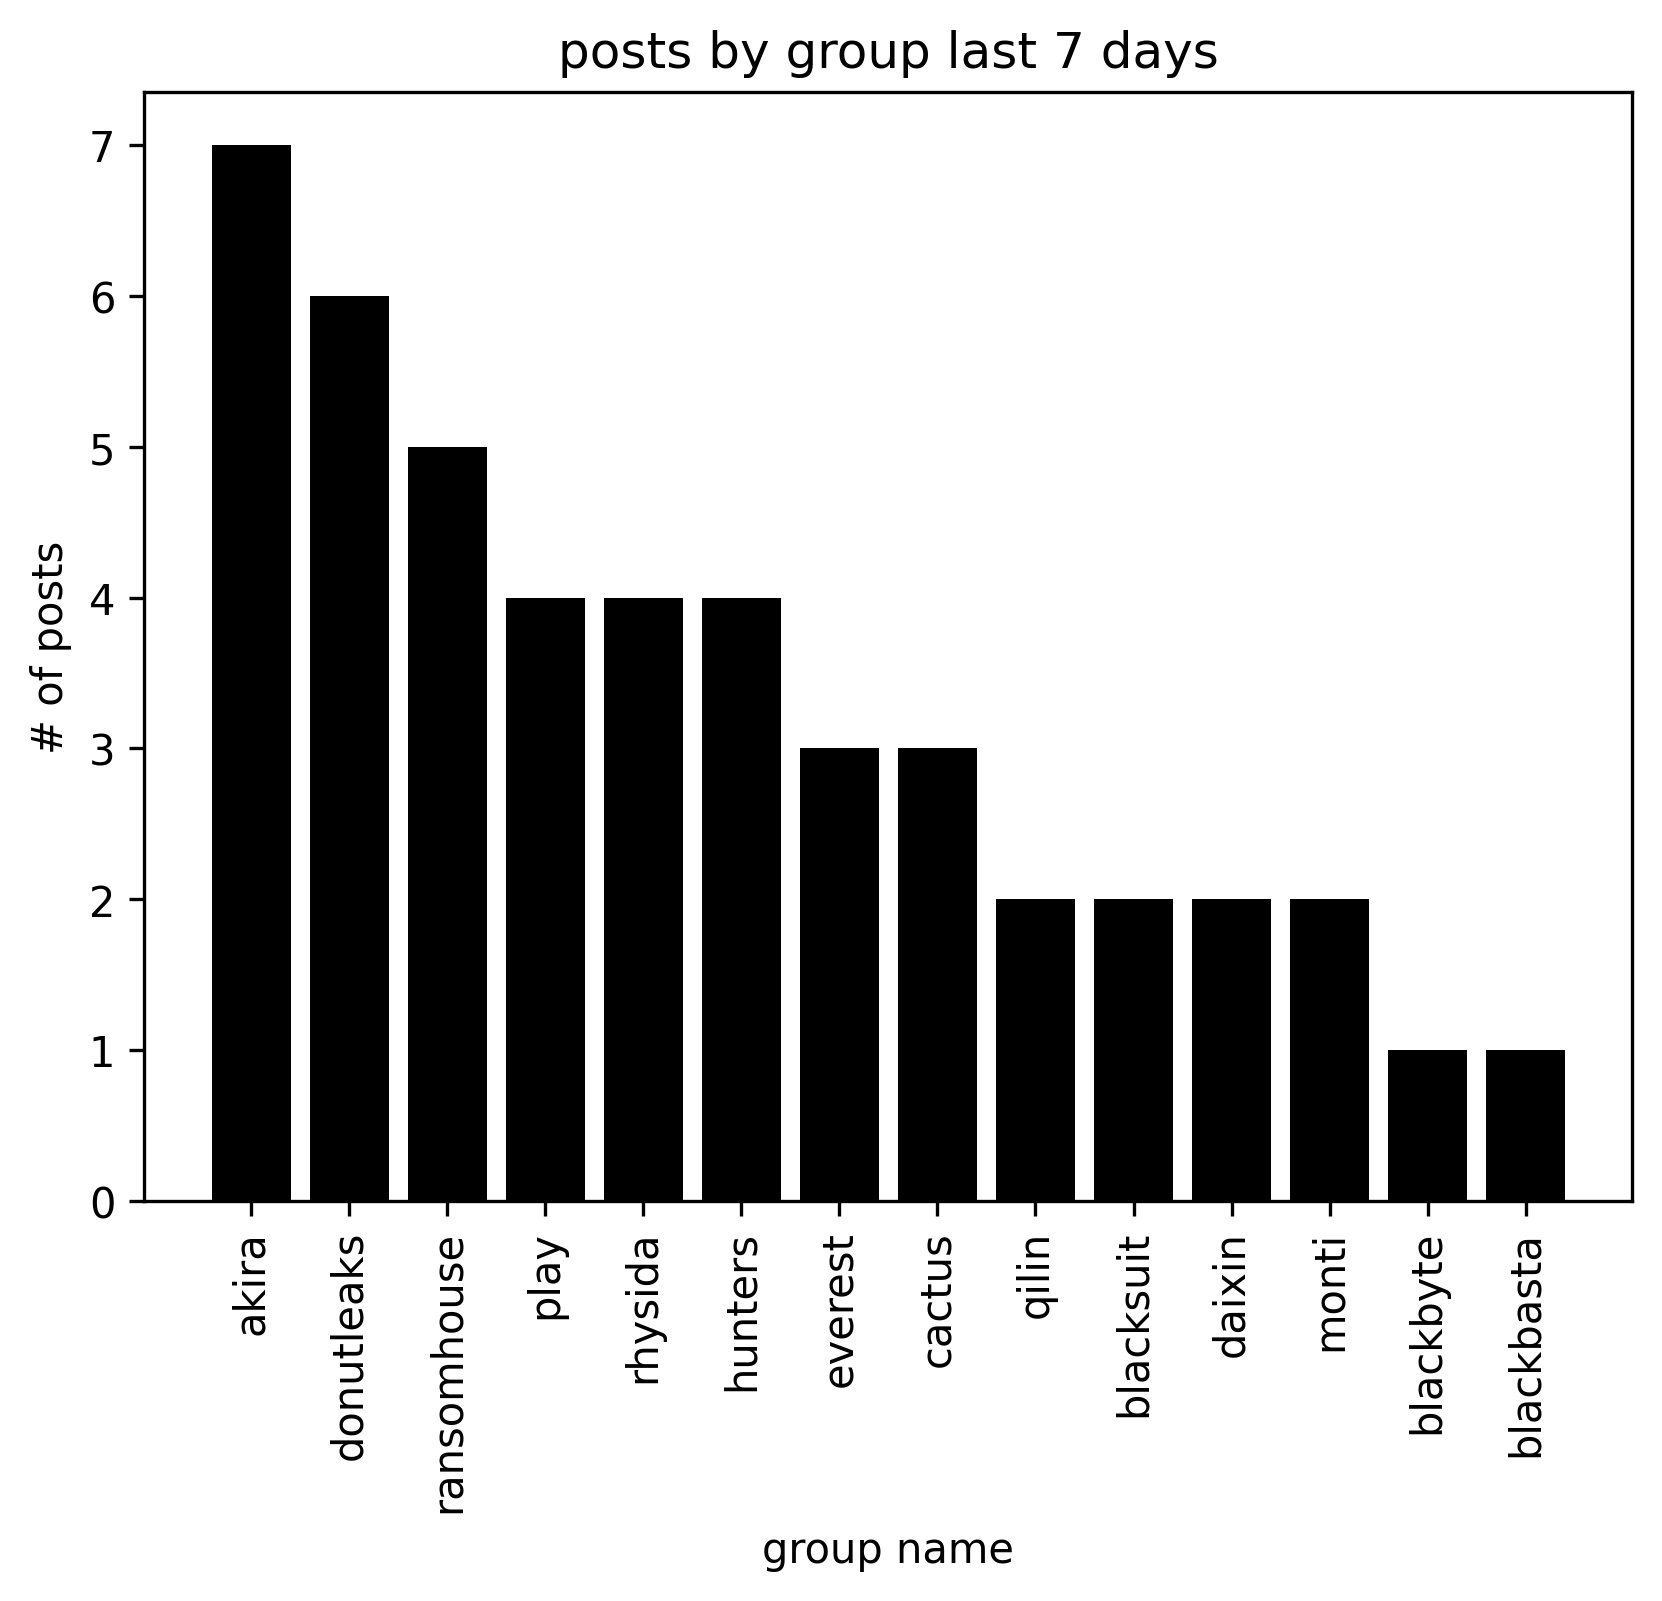 posts by group last 7 days
7
6
5
4
3
2
1
0
# of posts
akira
donutleaks
ransomhouse
play
rhysida
hunters
everest
cactus
qilin
blacksuit
daixin
monti
blackbyte
blackbasta
group name